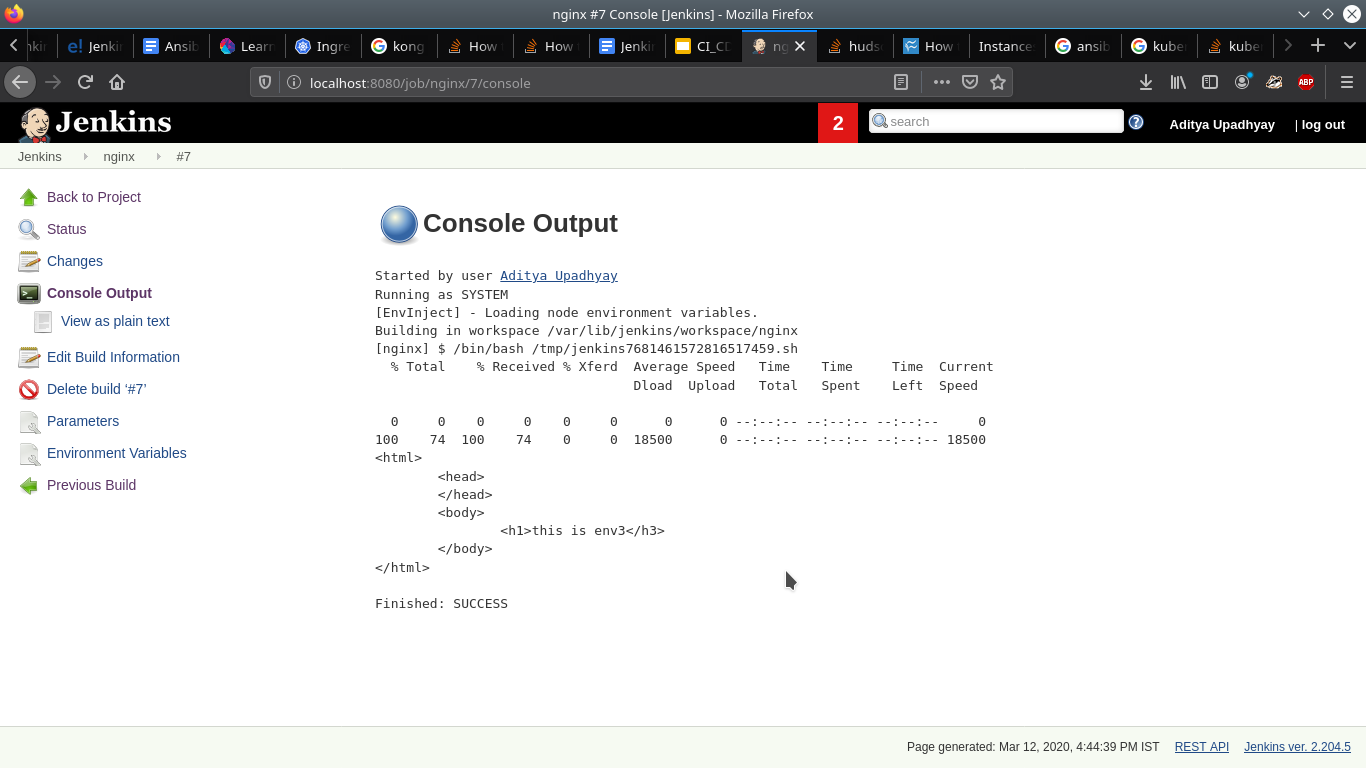 nginx #7 Console [Jenkins] - Mozilla Firefox
e! Jenki Ansib Learn Ingre kong How How Jenki CI_CD ng hudso How Instance ansib kube kube
localhost:8080/job/nginx/7/console ABP
Jenkins 2 search Aditya Upadhyay | log out
Jenkins nginx #7
Back to Project
Status
Changes
Console Output
View as plain text
Edit Build Information
Delete build ‘#7’
Parameters
Environment Variables
Previous Build
Console Output
Started by user Aditya Upadhyay
Running as SYSTEM
[EnvInject] - Loading node environment variables.
Building in workspace /var/lib/jenkins/workspace/nginx
[nginx] $ /bin/bash /tmp/jenkins7681461572816517459.sh
  % Total    % Received % Xferd  Average Speed   Time    Time     Time  Current
                                 Dload  Upload   Total   Spent    Left  Speed
  0     0    0     0    0     0      0      0 --:--:-- --:--:-- --:--:--     0
100    74  100    74    0     0  18500      0 --:--:-- --:--:-- --:--:-- 18500
<html>
        <head>
        </head>
        <body>
                <h1>this is env3</h3>
        </body>
</html>
Finished: SUCCESS
Page generated: Mar 12, 2020, 4:44:39 PM IST REST API Jenkins ver. 2.204.5